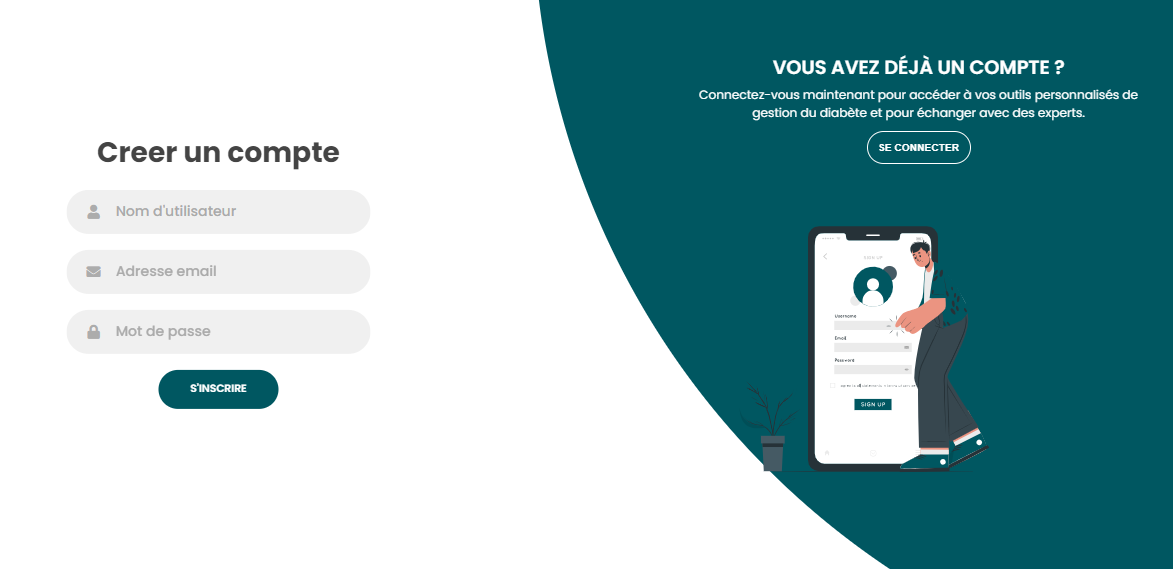 Creer un compte
Nom d'utilisateur
Adresse email
Mot de passe
S'INSCRIRE
VOUS AVEZ DÉJÀ UN COMPTE ?
Connectez-vous maintenant pour accéder à vos outils personnalisés de
gestion du diabète et pour échanger avec des experts.
SE CONNECTER
SIGN UP
Username
Email
Password
SIGN UP